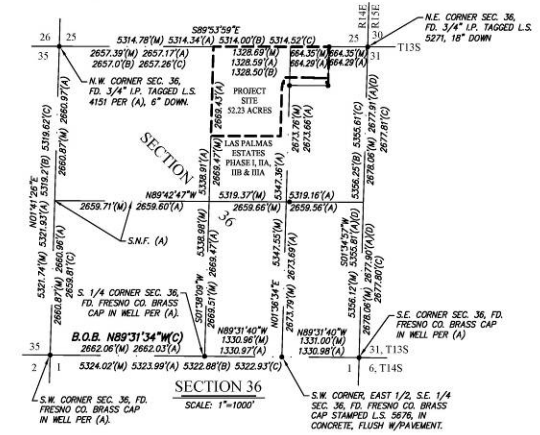 S89°53'59"E
5314.78'(M) 5314.34'(A) 5314.00'(B) 5314.52'(C)
R14E
R15E
N.E. CORNER SEC. 36,
FD. 3/4" I.P. TAGGED L.S.
5271, 18" DOWN
26 25
35
2657.39'(M) 2657.17'(A)
2657.0'(B) 2657.26'(C)
1328.69'(M)
1328.59'(A)
1328.50'(B)
664.35'(M) 664.35'(M)
664.29'(A) 664.29'(A)
25 30
31
T13S
N.W. CORNER SEC. 36,
FD. 3/4" I.P. TAGGED L.S.
4151 PER (A), 6" DOWN.
PROJECT
SITE
52.23 ACRES
LAS PALMAS
ESTATES
PHASE I, IIA,
IIB & IIIA
SECTION
36
N01°41'26"E
5321.74'(M) 5321.93'(A) 5319.2'(B) 5319.62'(C)
2660.87'(M) 2660.97'(A)
2660.87'(M) 2660.96'(A)
2659.81'(C)
2669.47'(M) 2669.43'(A)
5338.98'(M) 5338.91'(A)
S01°38'09"W
2669.51'(M) 2669.47'(A)
2673.76'(M) 2673.66'(A)
5347.55'(M) 5347.36'(A)
N01°36'34"E
2673.79'(M) 2673.69'(A)
2677.91'(A)(D)
2678.06'(M) 2677.81'(C)
5356.25'(B) 5355.61'(C)
S01°34'57"W
5356.12'(M) 5355.81'(A)(D)
2677.90'(A)(D)
2678.06'(M) 2677.80'(C)
N89°42'47"W 5319.37'(M) 5319.16'(A)
2659.71'(M) 2659.60'(A) 2659.66'(M) 2659.56'(A)
S.N.F. (A)
S. 1/4 CORNER SEC. 36,
FD. FRESNO CO. BRASS
CAP IN WELL PER (A).
S.E. CORNER SEC. 36,
FD. FRESNO CO. BRASS
CAP IN WELL PER (A)
35
2 1
B.O.B. N89°31'34"W(C)
2662.06'(M) 2662.03'(A)
N89°31'40"W
1330.96'(M)
1330.97'(A)
N89°31'40"W
1331.00'(M)
1330.98'(A)
31, T13S
1 6, T14S
5324.02'(M) 5323.99'(A) 5322.88'(B) 5322.93'(C)
S.W. CORNER SEC. 36, FD.
FRESNO CO. BRASS CAP
IN WELL PER (A).
SECTION 36
SCALE: 1"=1000'
S.W. CORNER, EAST 1/2, S.E. 1/4
SEC. 36, FD. FRESNO CO. BRASS
CAP STAMPED L.S. 5676, IN
CONCRETE, FLUSH W/PAVEMENT.